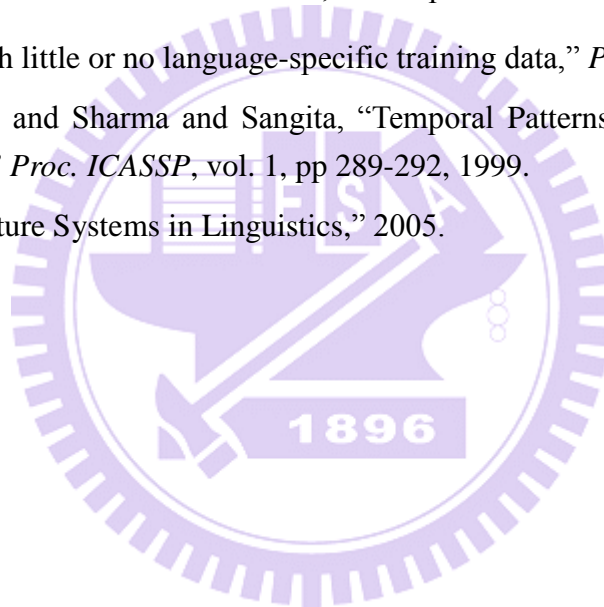 h little or no language-specific training data,” P
and Sharma and Sangita, “Temporal Patterns
Proc. ICASSP, vol. 1, pp 289-292, 1999.
ture Systems in Linguistics,” 2005.
E S A
1896